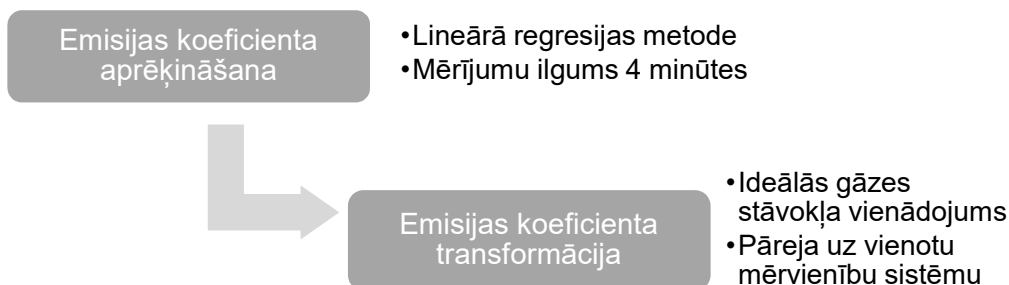 Emisijas koeficienta
aprēķināšana
•Lineārā regresijas metode
•Mērījumu ilgums 4 minūtes
Emisijas koeficienta
transformācija
•Ideālās gāzes
stāvokļa vienādojums
•Pāreja uz vienotu
mērvienību sistēmu